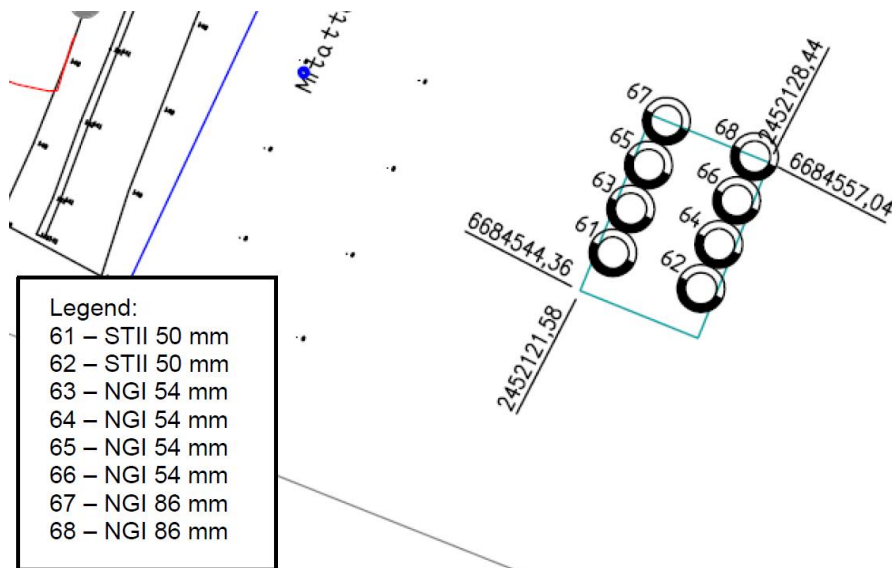 Mitatt
67
68
2452128,44
65
66
6684557,04
63
64
61
62
6684544,36
2452121,58
Legend:
61 – STII 50 mm
62 – STII 50 mm
63 – NGI 54 mm
64 – NGI 54 mm
65 – NGI 54 mm
66 – NGI 54 mm
67 – NGI 86 mm
68 – NGI 86 mm